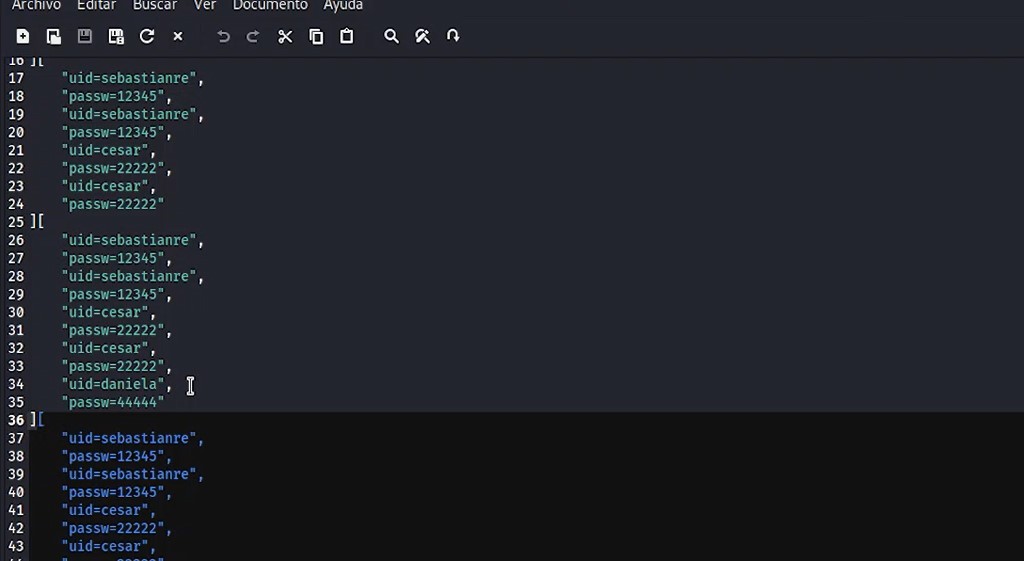 Archivo Editar Buscar Ver Documento Ayuda
16 ][
17 "uid=sebastianre",
18 "passw=12345",
19 "uid=sebastianre",
20 "passw=12345",
21 "uid=cesar",
22 "passw=22222",
23 "uid=cesar",
24 "passw=22222"
25 ][
26 "uid=sebastianre",
27 "passw=12345",
28 "uid=sebastianre",
29 "passw=12345",
30 "uid=cesar",
31 "passw=22222",
32 "uid=cesar",
33 "passw=22222",
34 "uid=daniela",
35 "passw=44444"
36 ][
37 "uid=sebastianre",
38 "passw=12345",
39 "uid=sebastianre",
40 "passw=12345",
41 "uid=cesar",
42 "passw=22222",
43 "uid=cesar",